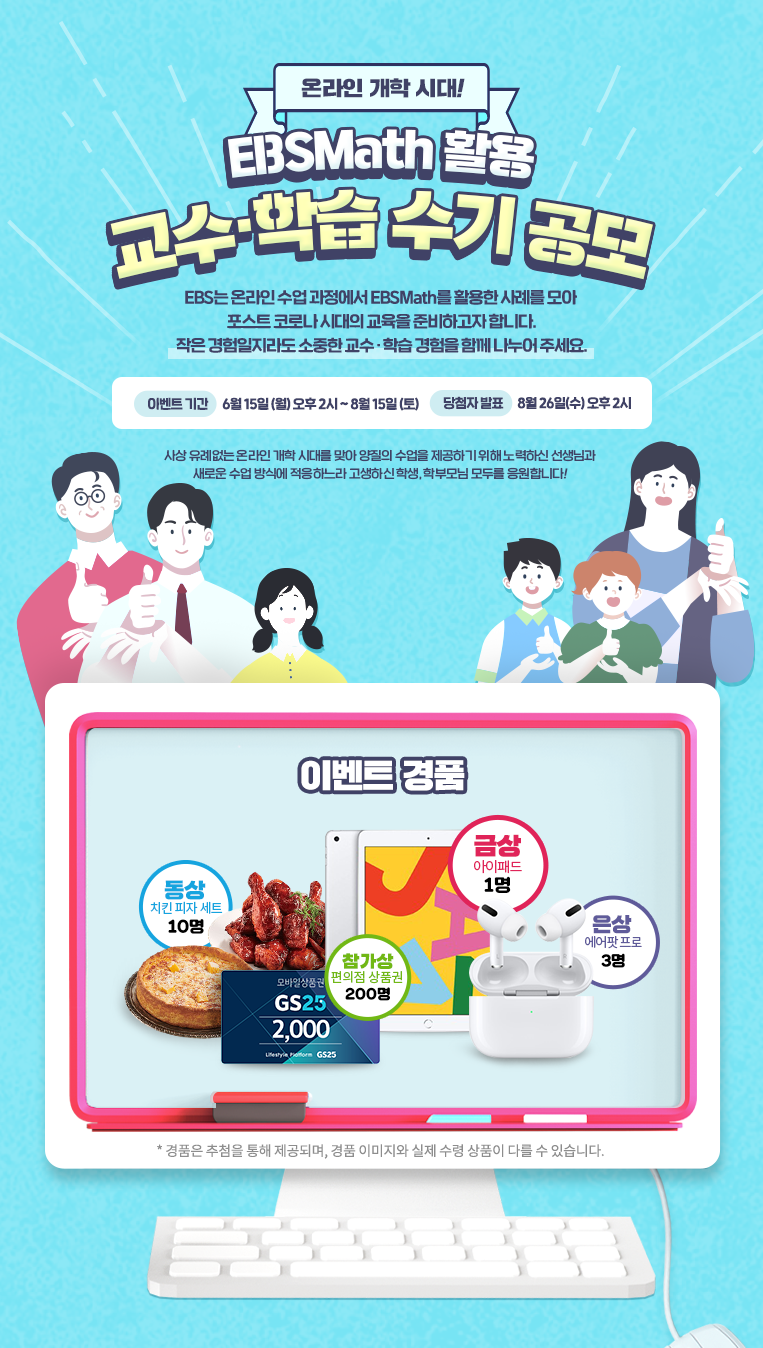 온라인 개학 시대!
EBSMath 활용
교수·학습 수기 공모
EBS는 온라인 수업 과정에서 EBSMath를 활용한 사례를 모아
포스트 코로나 시대의 교육을 준비하고자 합니다.
작은 경험일지라도 소중한 교수·학습 경험을 함께 나누어 주세요.
이벤트 기간 6월 15일 (월) 오후 2시 ~ 8월 15일 (토) 당첨자 발표 8월 26일(수) 오후 2시
사상 유례없는 온라인 개학 시대를 맞아 양질의 수업을 제공하기 위해 노력하신 선생님과
새로운 수업 방식에 적응하느라 고생하신 학생, 학부모님 모두를 응원합니다!
이벤트 경품
금상
아이패드
1명
동상
치킨 피자 세트
10명
은상
에어팟 프로
3명
참가상
편의점 상품권
200명
모바일상품권
GS25
2,000
Lifestyle Platform GS25
* 경품은 추첨을 통해 제공되며, 경품 이미지와 실제 수령 상품이 다를 수 있습니다.